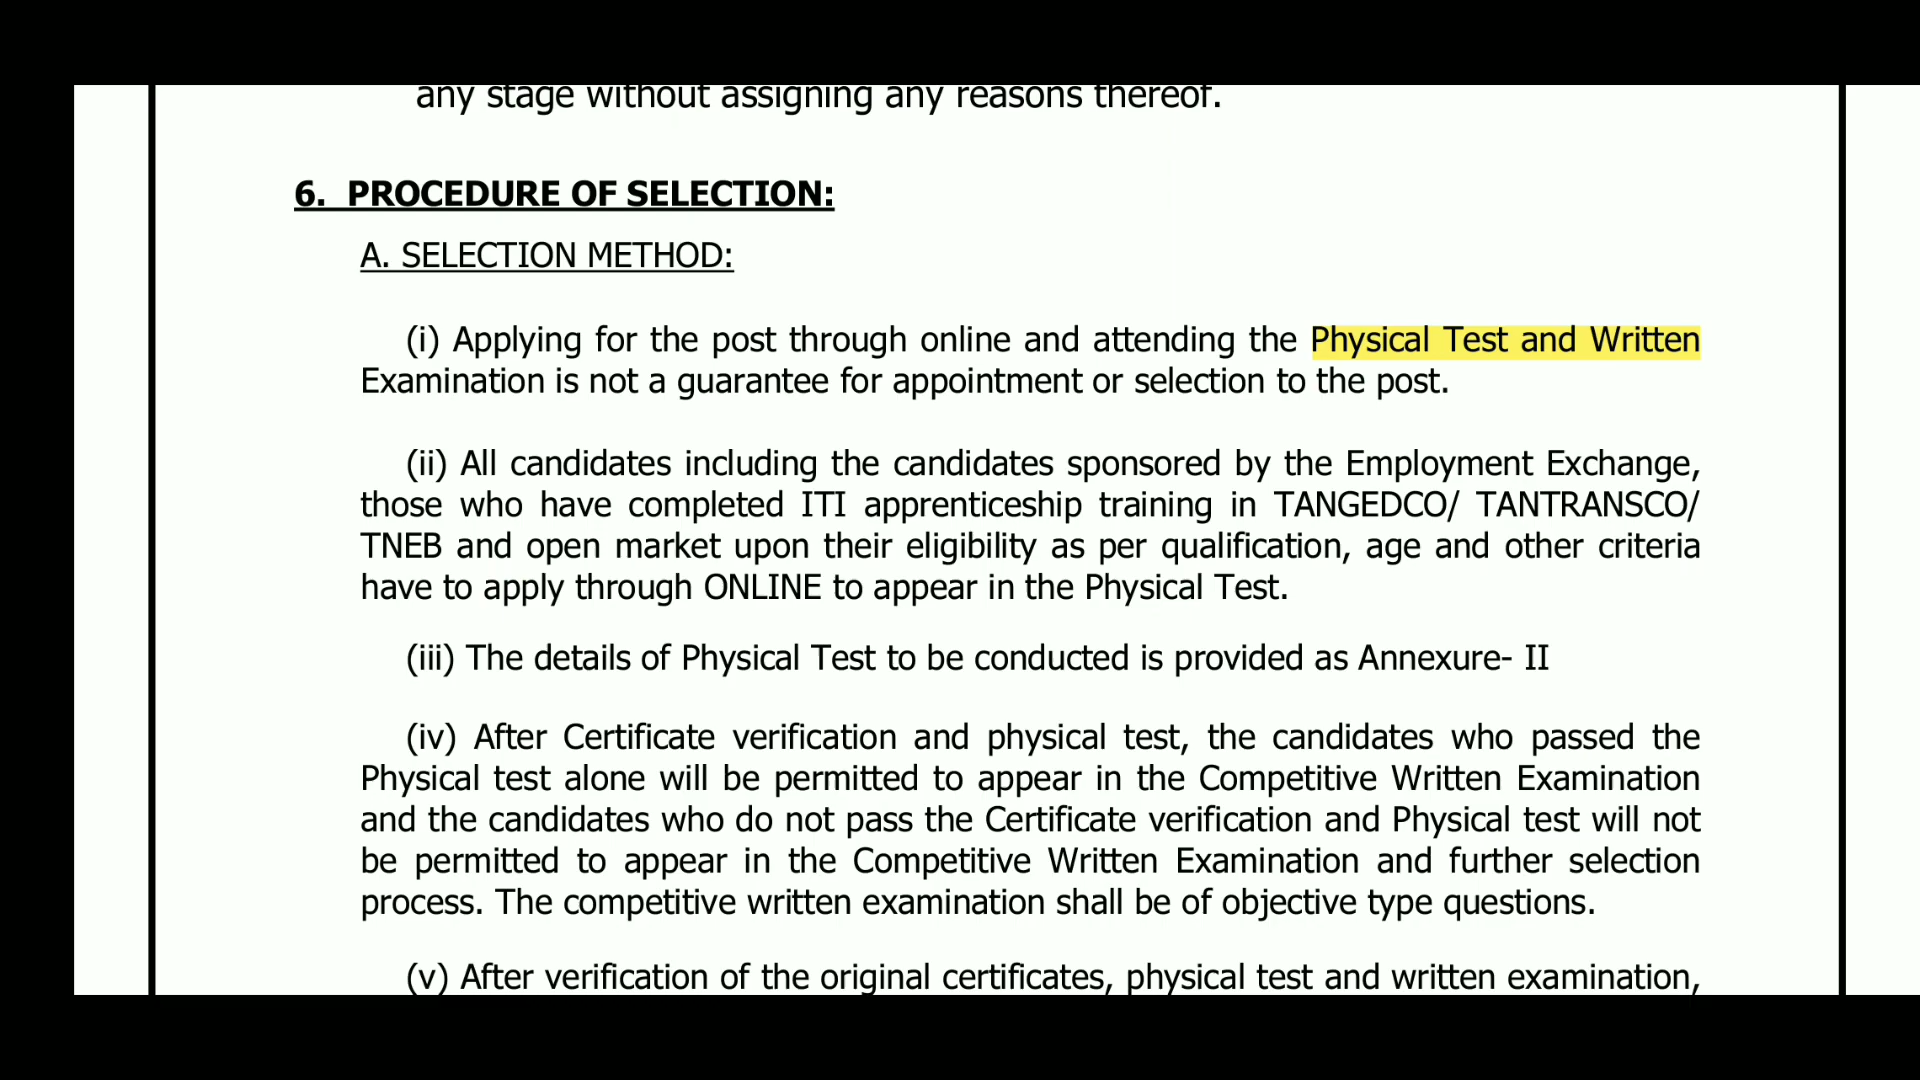 any stage without assigning any reasons thereof.
6. PROCEDURE OF SELECTION:
A. SELECTION METHOD:
(i) Applying for the post through online and attending the Physical Test and Written
Examination is not a guarantee for appointment or selection to the post.
(ii) All candidates including the candidates sponsored by the Employment Exchange,
those who have completed ITI apprenticeship training in TANGEDCO/ TANTRANSCO/
TNEB and open market upon their eligibility as per qualification, age and other criteria
have to apply through ONLINE to appear in the Physical Test.
(iii) The details of Physical Test to be conducted is provided as Annexure- II
(iv) After Certificate verification and physical test, the candidates who passed the
Physical test alone will be permitted to appear in the Competitive Written Examination
and the candidates who do not pass the Certificate verification and Physical test will not
be permitted to appear in the Competitive Written Examination and further selection
process. The competitive written examination shall be of objective type questions.
(v) After verification of the original certificates, physical test and written examination,